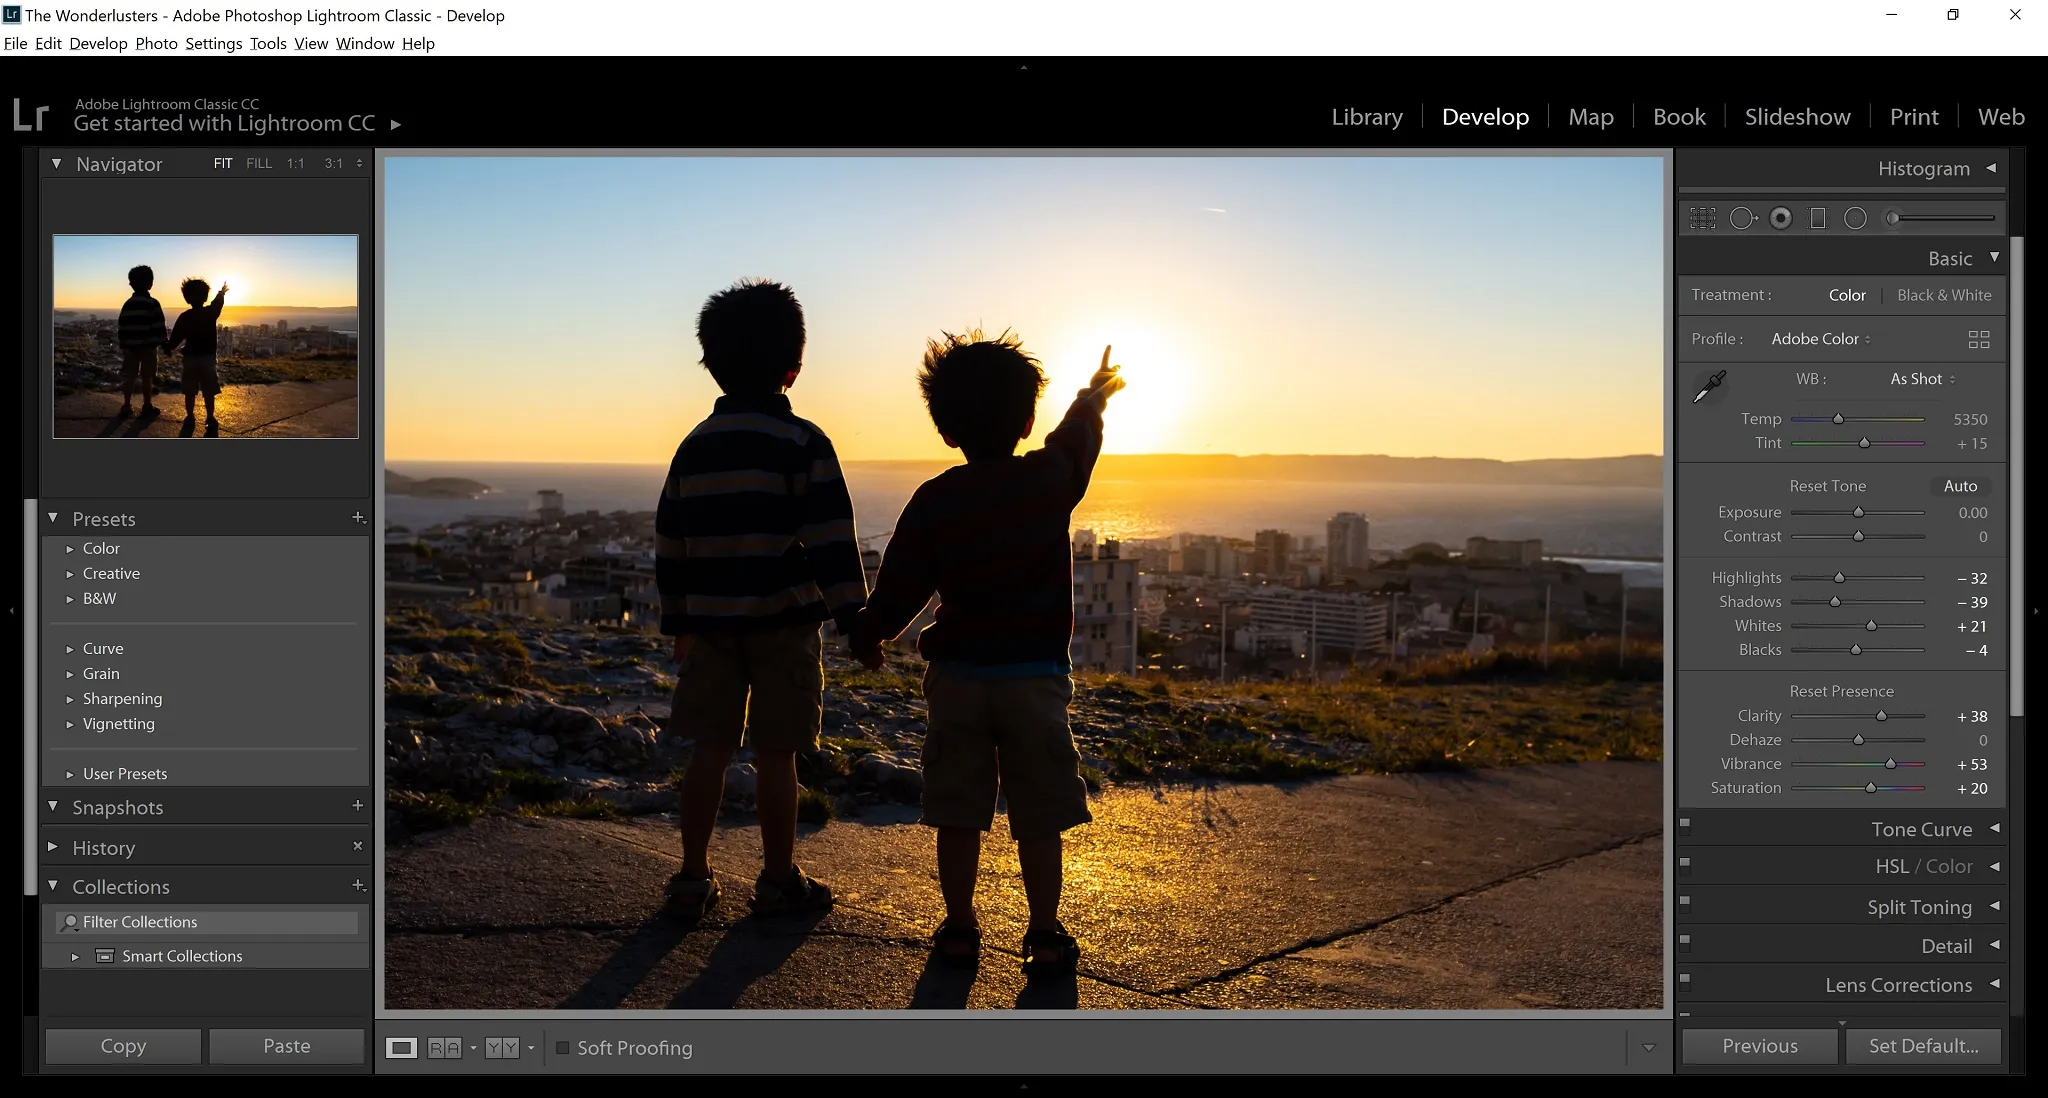 The Wonderlusters - Adobe Photoshop Lightroom Classic - Develop
File Edit Develop Photo Settings Tools View Window Help
Lr
Adobe Lightroom Classic CC
Get started with Lightroom CC
Library
Develop
Map
Book
Slideshow
Print
Web
Navigator
FIT FILL 1:1 3:1
Presets
Color
Creative
B&W
Curve
Grain
Sharpening
Vignetting
User Presets
Snapshots
History
Collections
Filter Collections
Smart Collections
Copy
Paste
R A
Y Y
Soft Proofing
Histogram
Basic
Treatment : Color Black & White
Profile : Adobe Color
WB : As Shot
Temp 5350
Tint + 15
Reset Tone Auto
Exposure 0.00
Contrast 0
Highlights – 32
Shadows – 39
Whites + 21
Blacks – 4
Reset Presence
Clarity + 38
Dehaze 0
Vibrance + 53
Saturation + 20
Tone Curve
HSL / Color
Split Toning
Detail
Lens Corrections
Previous
Set Default...